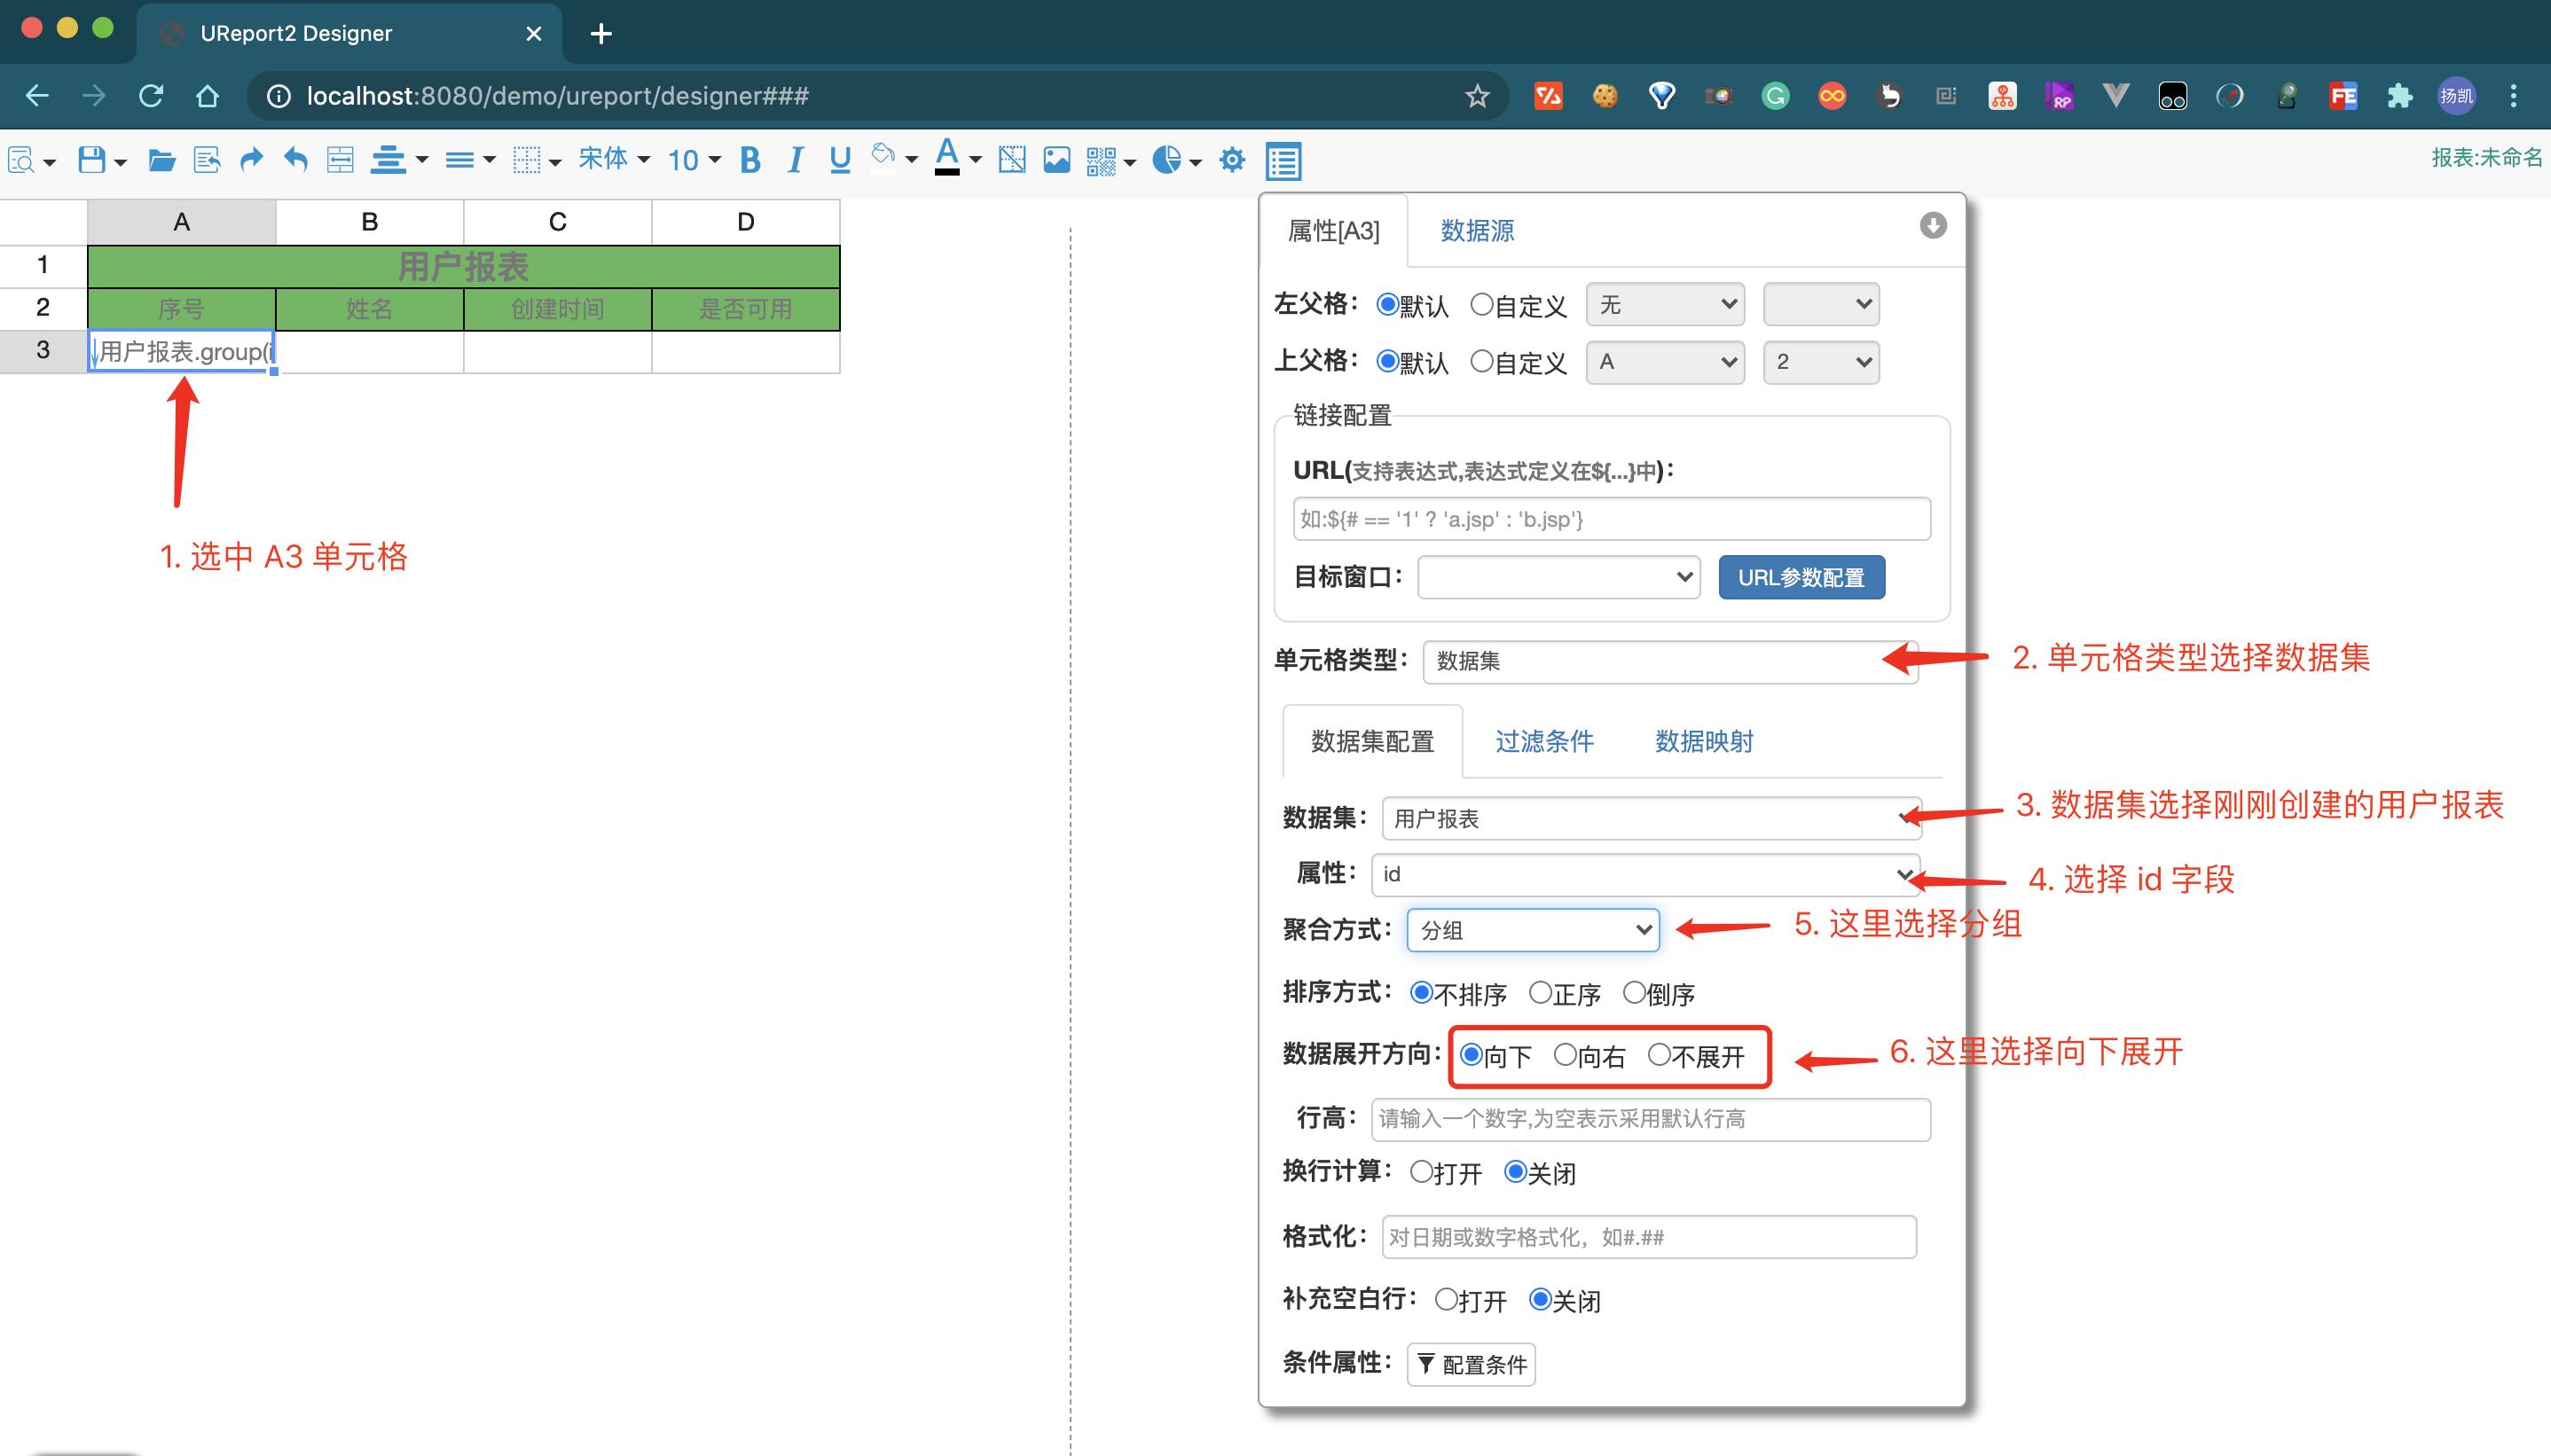 UReport2 Designer
localhost:8080/demo/ureport/designer###
扬凯
宋体 10 B I U A
报表:未命名
A B C D
1 用户报表
2 序号 姓名 创建时间 是否可用
3 用户报表.group(i
1. 选中 A3 单元格
属性[A3] 数据源
左父格： 默认 自定义 无
上父格： 默认 自定义 A 2
链接配置
URL(支持表达式,表达式定义在${...}中)：
如:${# == '1' ? 'a.jsp' : 'b.jsp'}
目标窗口： URL参数配置
单元格类型： 数据集
2. 单元格类型选择数据集
数据集配置 过滤条件 数据映射
数据集： 用户报表
3. 数据集选择刚刚创建的用户报表
属性： id
4. 选择 id 字段
聚合方式： 分组
5. 这里选择分组
排序方式： 不排序 正序 倒序
数据展开方向: 向下 向右 不展开
6. 这里选择向下展开
行高： 请输入一个数字,为空表示采用默认行高
换行计算： 打开 关闭
格式化： 对日期或数字格式化，如#.##
补充空白行： 打开 关闭
条件属性： 配置条件